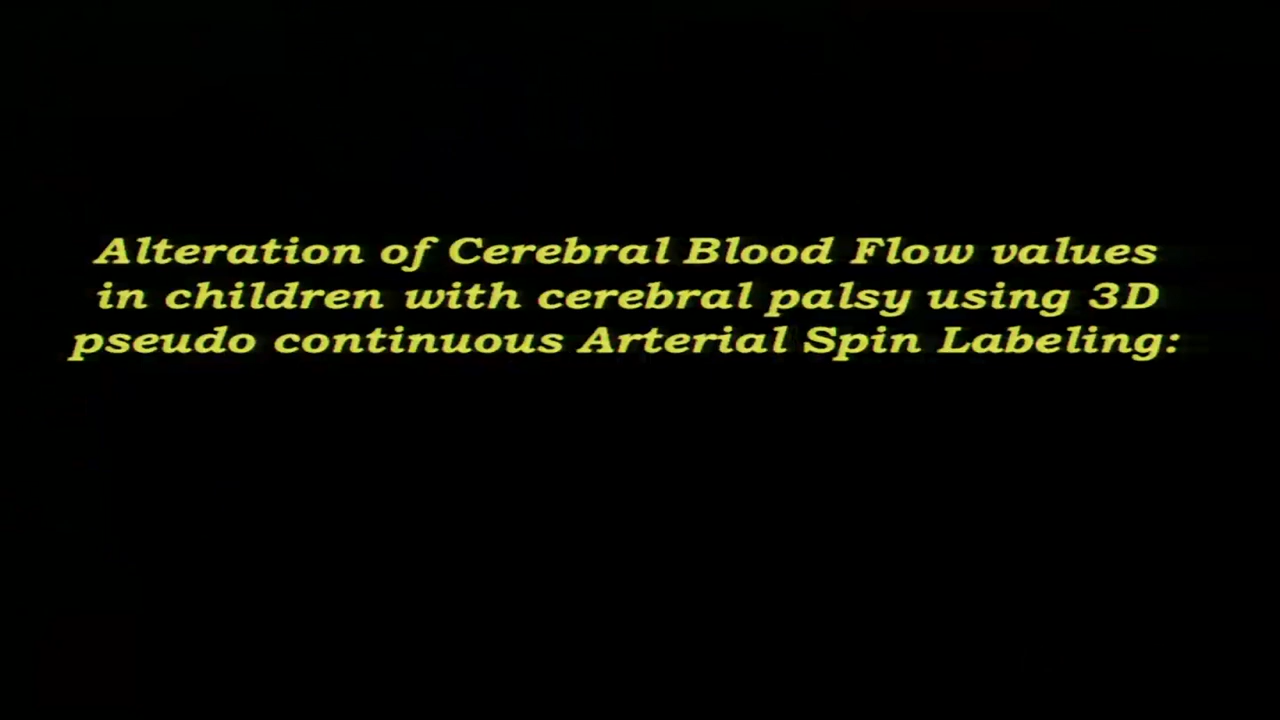 Alteration of Cerebral Blood Flow values
in children with cerebral palsy using 3D
pseudo continuous Arterial Spin Labeling: